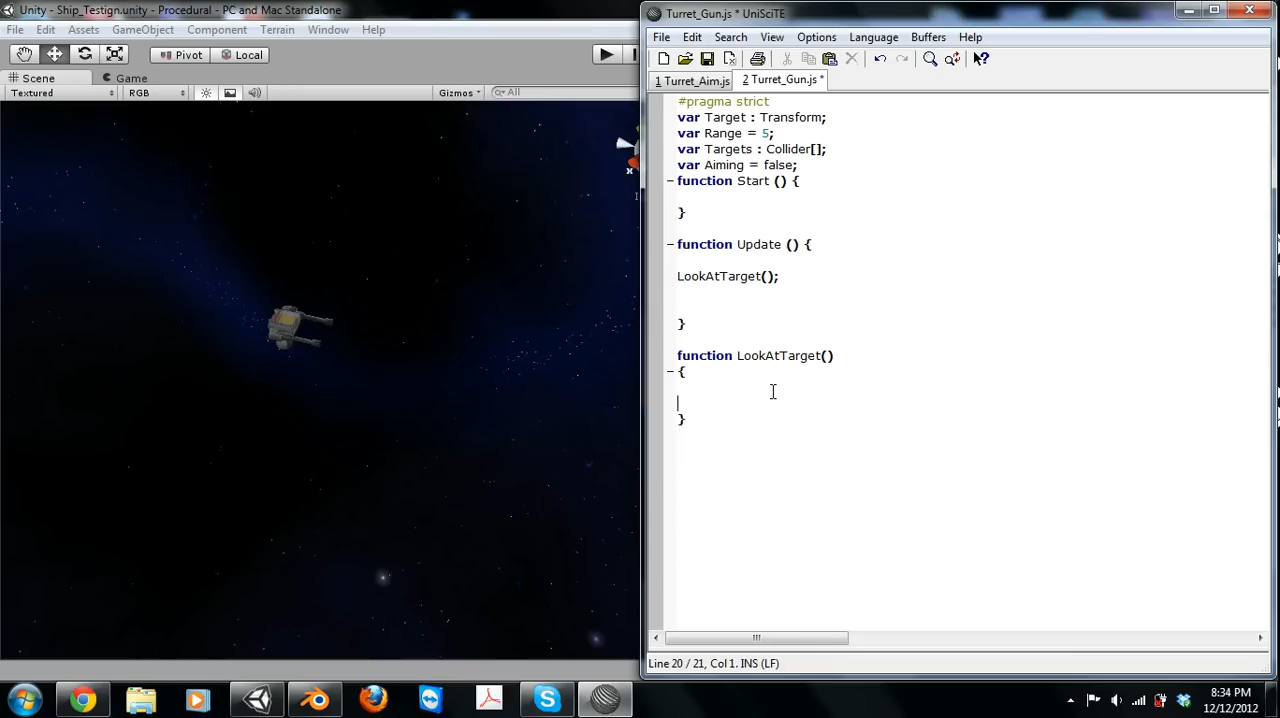 Unity - Ship_Testign.unity - Procedural - PC and Mac Standalone
File Edit Assets GameObject Component Terrain Window Help
Pivot Local
Scene Game
Textured RGB Gizmos All
x
Turret_Gun.js * UniSciTE
File Edit Search View Tools Options Language Buffers Help
1 Turret_Aim.js 2 Turret_Gun.js *
#pragma strict
var Target : Transform;
var Range = 5;
var Targets : Collider[];
var Aiming = false;
function Start () {
}
function Update () {
LookAtTarget();
}
function LookAtTarget()
{
}
Line 20 / 21, Col 1. INS (LF)
8:34 PM
12/12/2012